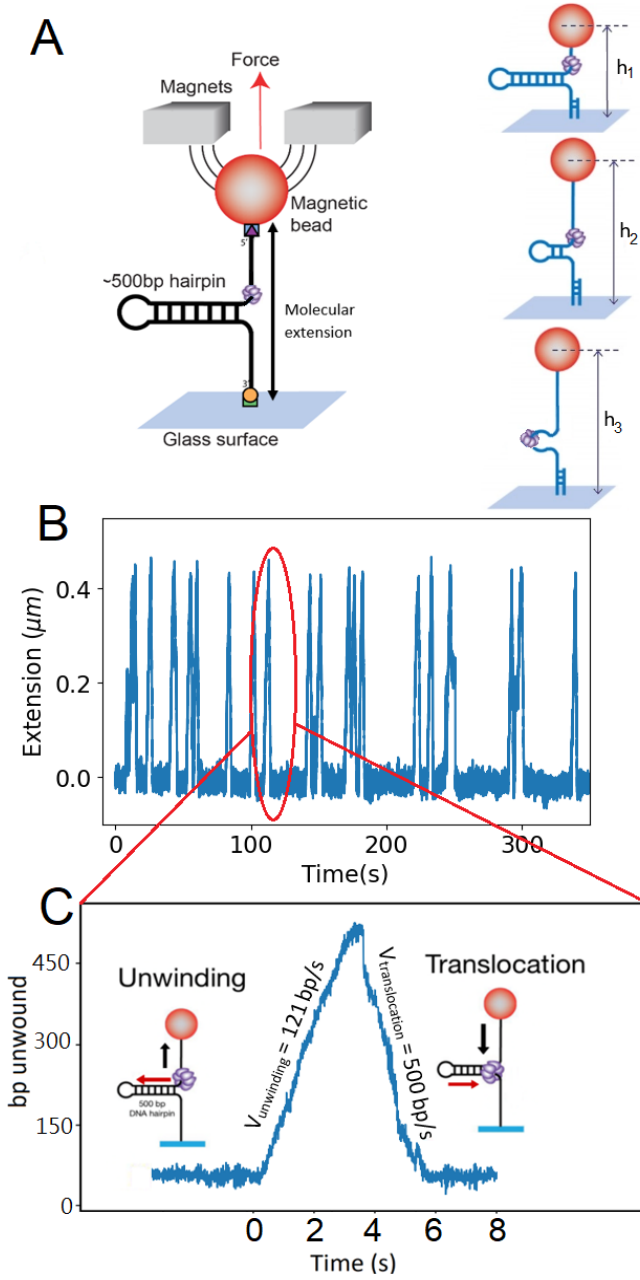 A
Force
Magnets
Magnetic
bead
5'
~500bp hairpin
Molecular
extension
3'
Glass surface
h1
h2
h3
B
Extension (μm)
0.4
0.2
0.0
0
100
200
300
Time(s)
C
bp unwound
450
300
150
0
Unwinding
500 bp
DNA hairpin
Vunwinding = 121 bp/s
Vtranslocation = 500 bp/s
Translocation
0
2
4
6
8
Time (s)